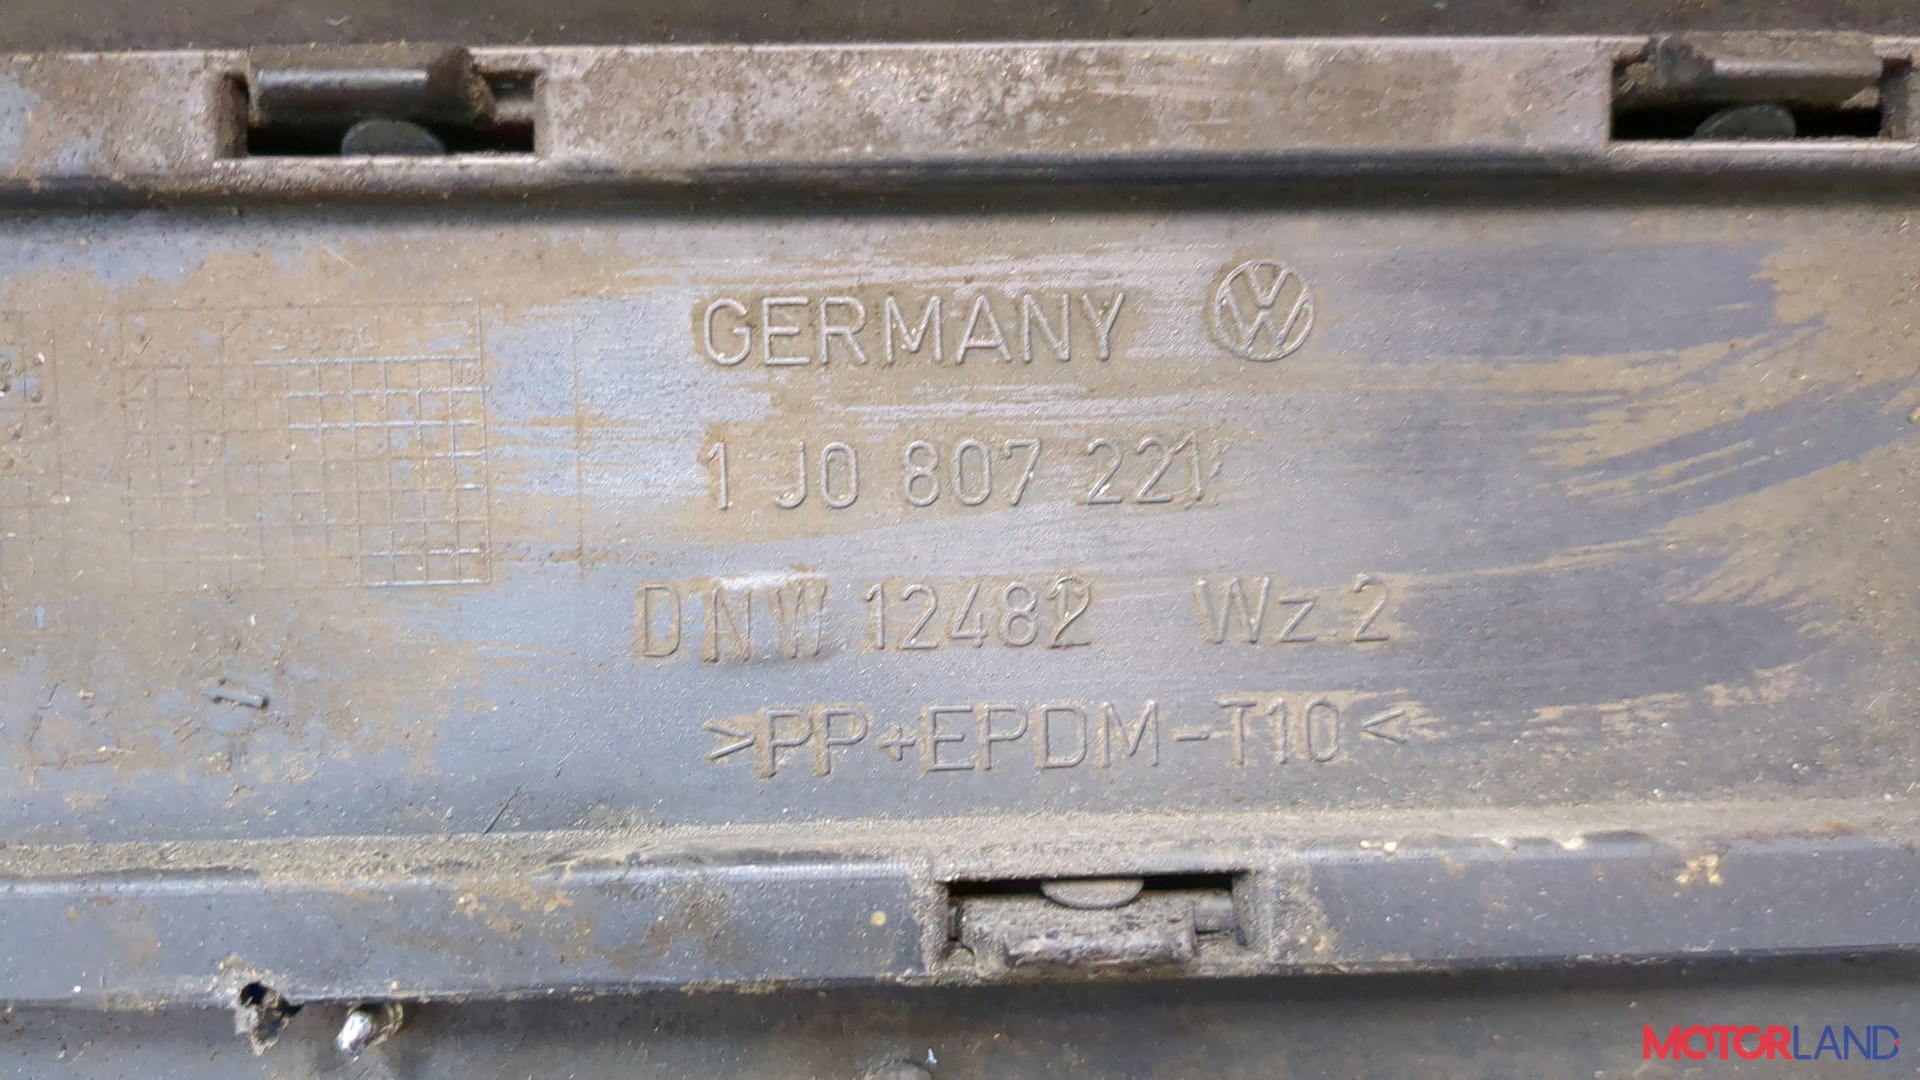 GERMANY
1 J0 807 221
DNW.12482 Wz.2
>PP+EPDM-T10<
MOTORLAND